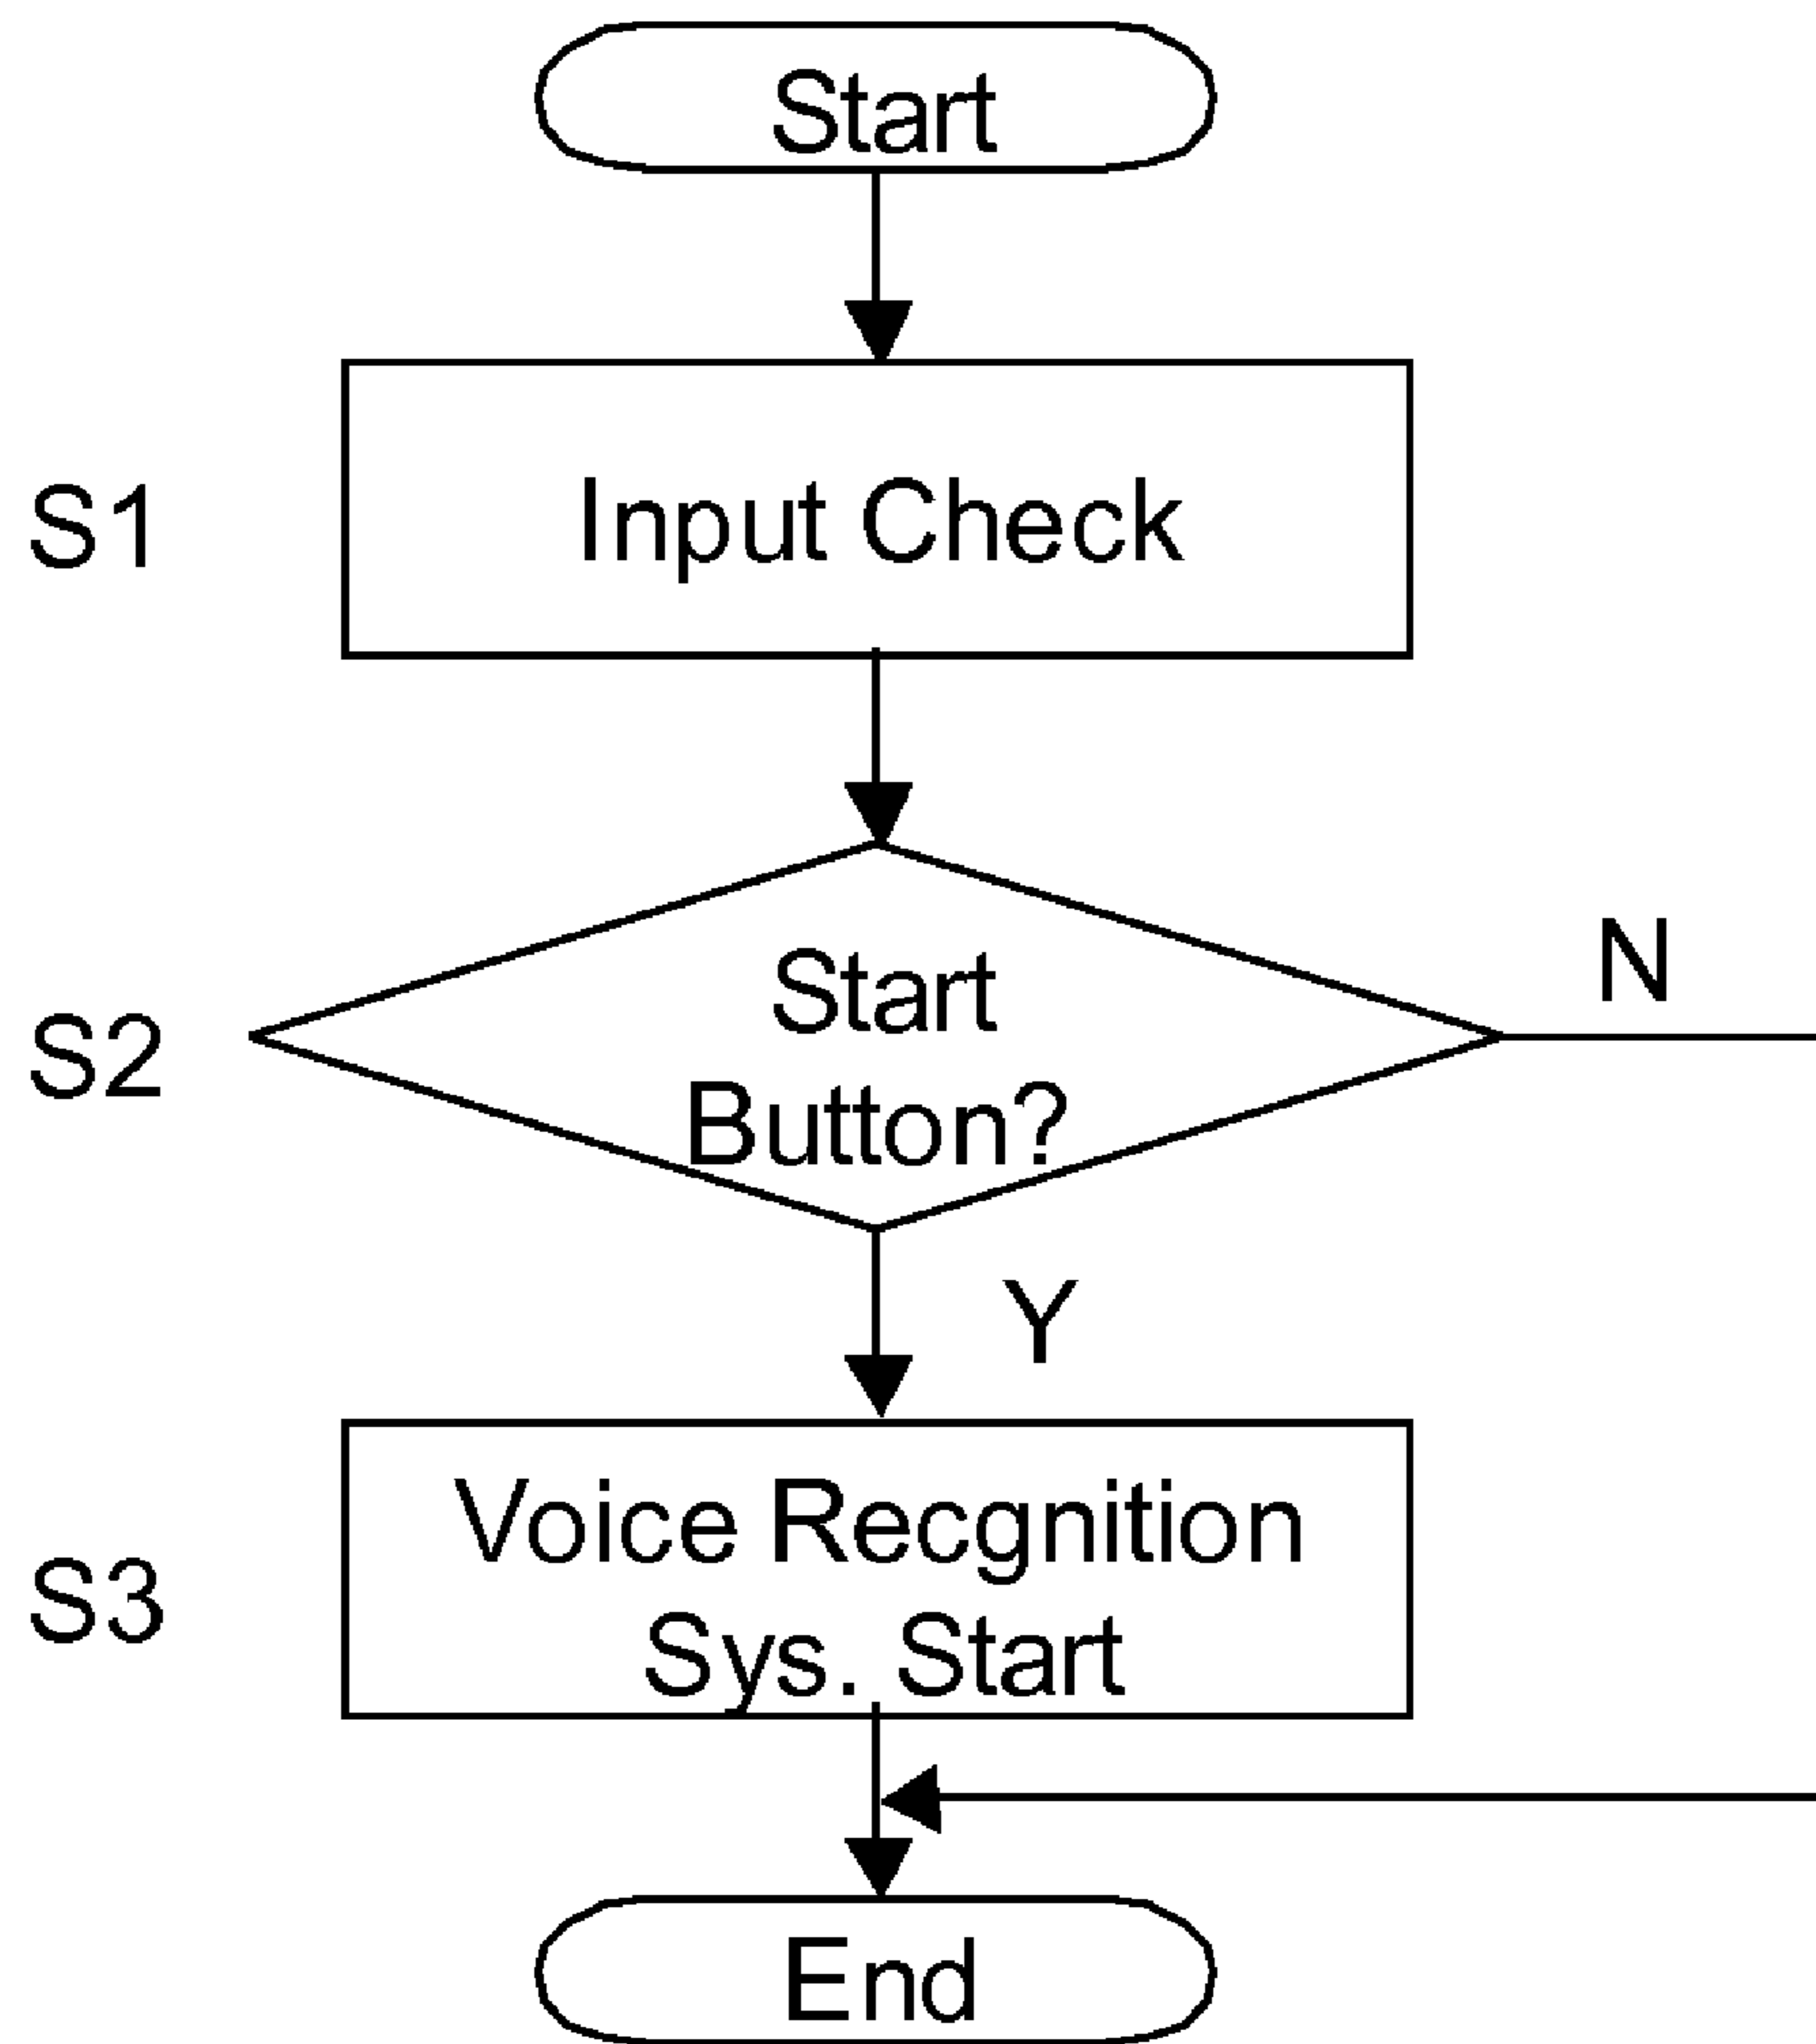 Start
S1
Input Check
Start
N
S2
Button?
Y
Voice Recgnition
S3
Sys. Start
End